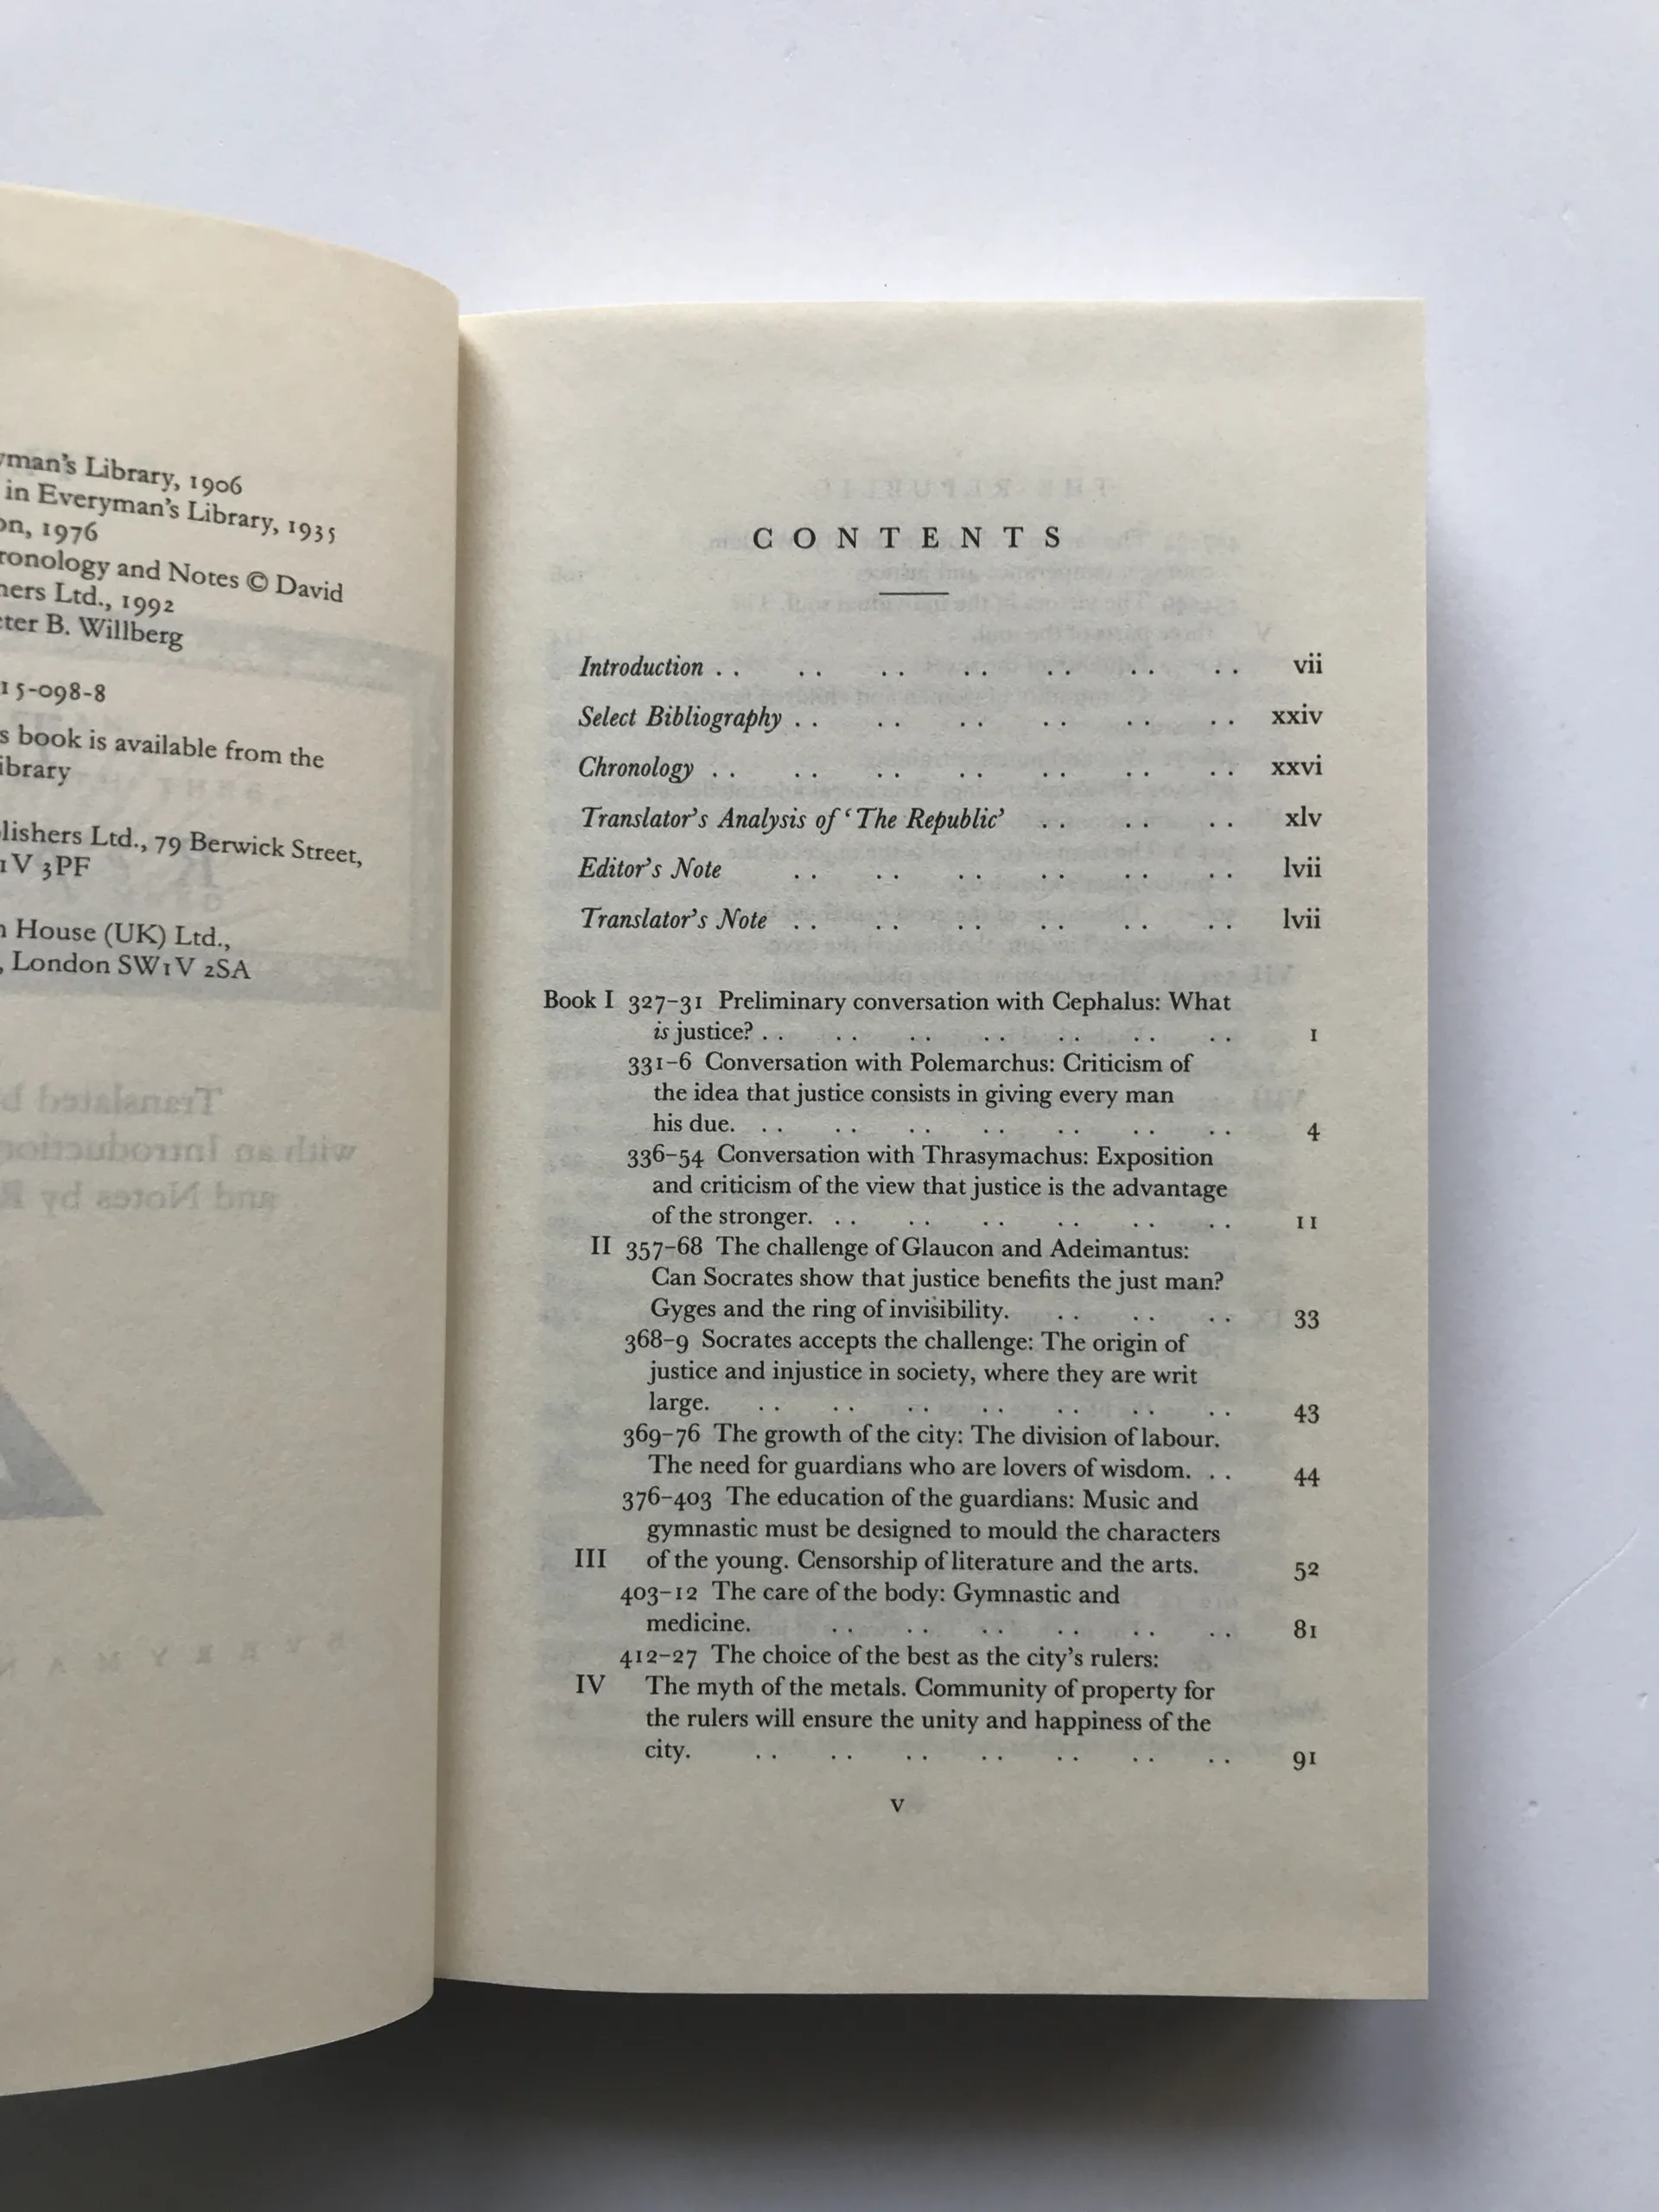 yman's Library, 1906
in Everyman's Library, 1935
on, 1976
ronology and Notes © David
hers Ltd., 1992
ter B. Willberg
15-098-8
s book is available from the
ibrary
lishers Ltd., 79 Berwick Street,
1V 3PF
House (UK) Ltd.,
, London SW1V 2SA
CONTENTS
Introduction . . . . . . . . . . . . . . vii
Select Bibliography . . . . . . . . . . . . xxiv
Chronology . . . . . . . . . . . . . . xxvi
Translator's Analysis of 'The Republic' . . . . . . xlv
Editor's Note . . . . . . . . . . . . lvii
Translator's Note . . . . . . . . . . . . lvii
Book I 327–31 Preliminary conversation with Cephalus: What
is justice? . . . . . . . . . . . . . . 1
331–6 Conversation with Polemarchus: Criticism of
the idea that justice consists in giving every man
his due. . . . . . . . . . . . . . . 4
336–54 Conversation with Thrasymachus: Exposition
and criticism of the view that justice is the advantage
of the stronger. . . . . . . . . . . . . 11
II 357–68 The challenge of Glaucon and Adeimantus:
Can Socrates show that justice benefits the just man?
Gyges and the ring of invisibility. . . . . . . 33
368–9 Socrates accepts the challenge: The origin of
justice and injustice in society, where they are writ
large. . . . . . . . . . . . . . . 43
369–76 The growth of the city: The division of labour.
The need for guardians who are lovers of wisdom. . . 44
376–403 The education of the guardians: Music and
gymnastic must be designed to mould the characters
III of the young. Censorship of literature and the arts. 52
403–12 The care of the body: Gymnastic and
medicine. . . . . . . . . . . . . 81
412–27 The choice of the best as the city's rulers:
IV The myth of the metals. Community of property for
the rulers will ensure the unity and happiness of the
city. . . . . . . . . . . . . . . 91
v